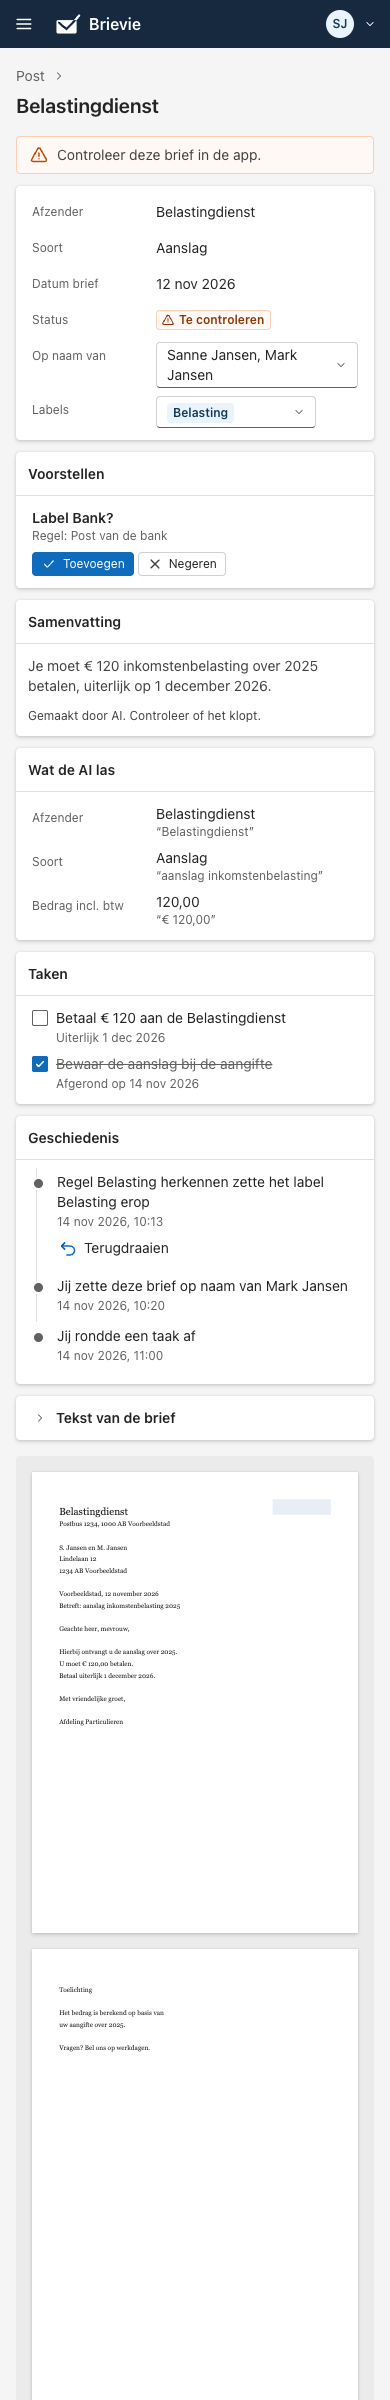 Brievie
SJ
Post
Belastingdienst
Controleer deze brief in de app.
Afzender
Belastingdienst
Soort
Aanslag
Datum brief
12 nov 2026
Status
Te controleren
Op naam van
Sanne Jansen, Mark
Jansen
Labels
Belasting
Voorstellen
Label Bank?
Regel: Post van de bank
Toevoegen
Negeren
Samenvatting
Je moet € 120 inkomstenbelasting over 2025
betalen, uiterlijk op 1 december 2026.
Gemaakt door AI. Controleer of het klopt.
Wat de AI las
Afzender
Belastingdienst
“Belastingdienst”
Soort
Aanslag
“aanslag inkomstenbelasting”
Bedrag incl. btw
120,00
“€ 120,00”
Taken
Betaal € 120 aan de Belastingdienst
Uiterlijk 1 dec 2026
Bewaar de aanslag bij de aangifte
Afgerond op 14 nov 2026
Geschiedenis
Regel Belasting herkennen zette het label
Belasting erop
14 nov 2026, 10:13
Terugdraaien
Jij zette deze brief op naam van Mark Jansen
14 nov 2026, 10:20
Jij rondde een taak af
14 nov 2026, 11:00
Tekst van de brief
Belastingdienst
Postbus 1234, 1000 AB Voorbeeldstad
S. Jansen en M. Jansen
Lindelaan 12
1234 AB Voorbeeldstad
Voorbeeldstad, 12 november 2026
Betreft: aanslag inkomstenbelasting 2025
Geachte heer, mevrouw,
Hierbij ontvangt u de aanslag over 2025.
U moet € 120,00 betalen.
Betaal uiterlijk 1 december 2026.
Met vriendelijke groet,
Afdeling Particulieren
Toelichting
Het bedrag is berekend op basis van
uw aangifte over 2025.
Vragen? Bel ons op werkdagen.